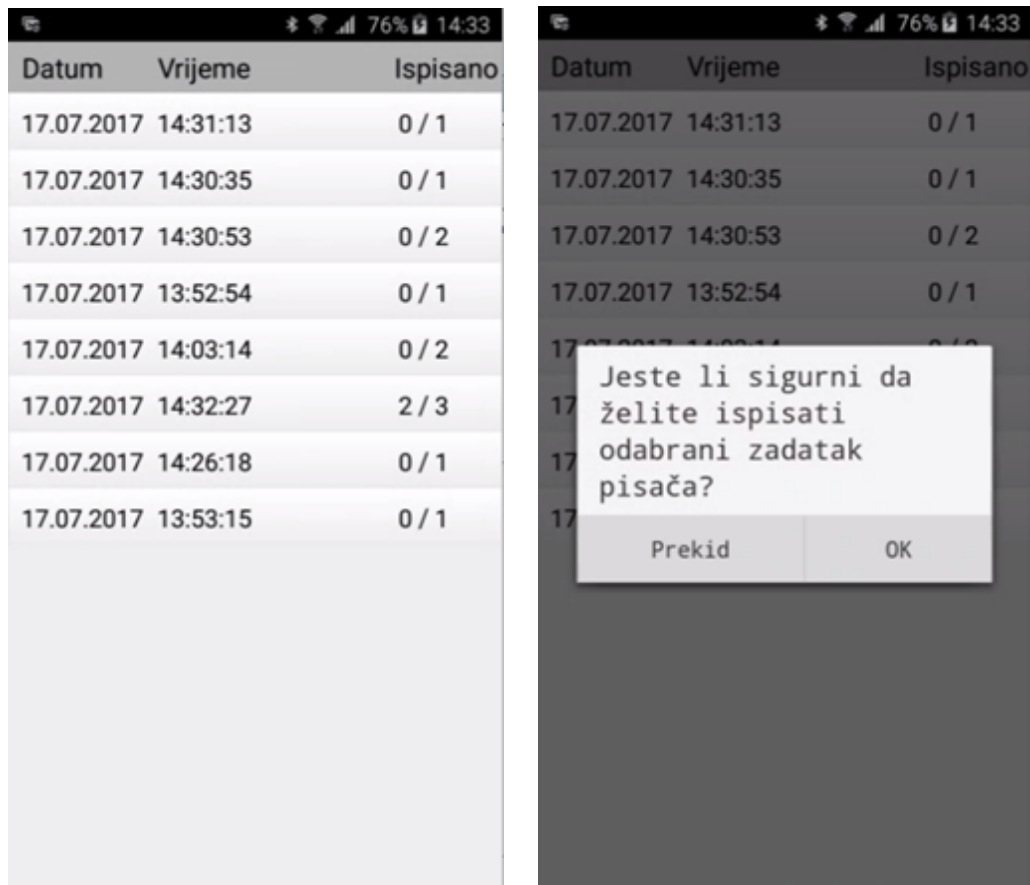 76% 14:33
Datum Vrijeme Ispisano
17.07.2017 14:31:13 0 / 1
17.07.2017 14:30:35 0 / 1
17.07.2017 14:30:53 0 / 2
17.07.2017 13:52:54 0 / 1
17.07.2017 14:03:14 0 / 2
17.07.2017 14:32:27 2 / 3
17.07.2017 14:26:18 0 / 1
17.07.2017 13:53:15 0 / 1
76% 14:33
Datum Vrijeme Ispisano
17.07.2017 14:31:13 0 / 1
17.07.2017 14:30:35 0 / 1
17.07.2017 14:30:53 0 / 2
17.07.2017 13:52:54 0 / 1
Jeste li sigurni da
želite ispisati
odabrani zadatak
pisača?
Prekid OK